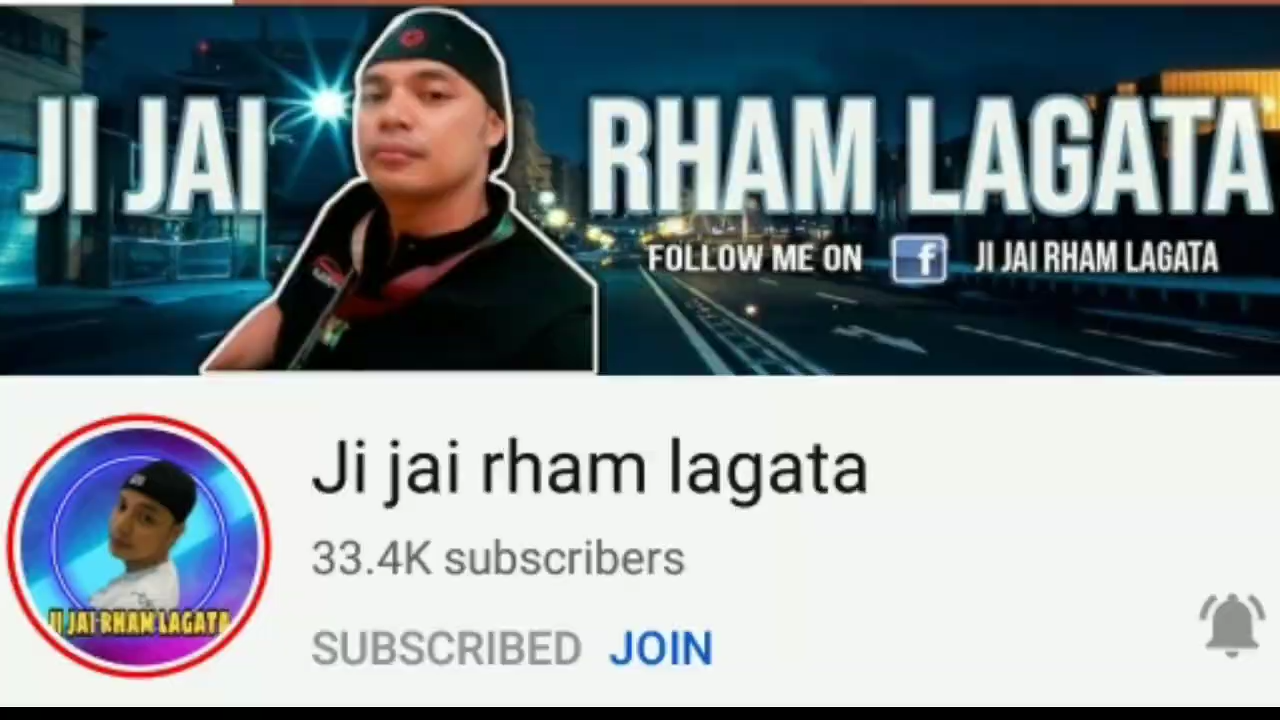 JI JAI RHAM LAGATA
FOLLOW ME ON f JI JAI RHAM LAGATA
Ji jai rham lagata
33.4K subscribers
JI JAI RHAM LAGATA
SUBSCRIBED JOIN